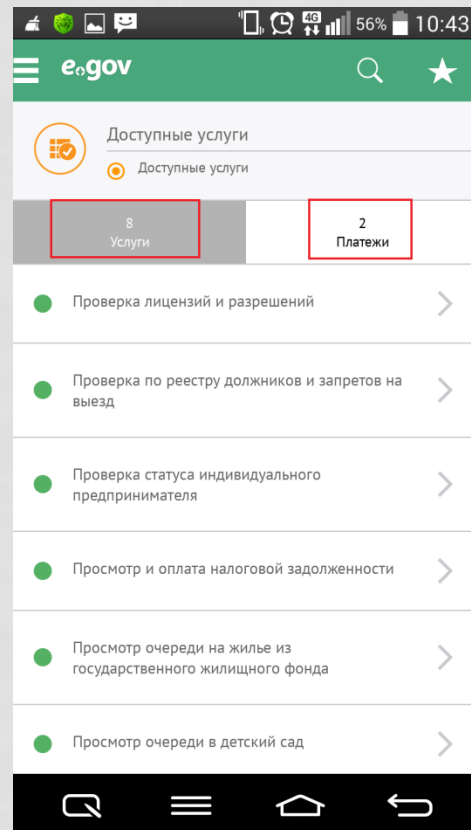 4G 56% 10:43
e.gov
Доступные услуги
Доступные услуги
8
Услуги
2
Платежи
Проверка лицензий и разрешений
Проверка по реестру должников и запретов на
выезд
Проверка статуса индивидуального
предпринимателя
Просмотр и оплата налоговой задолженности
Просмотр очереди на жилье из
государственного жилищного фонда
Просмотр очереди в детский сад